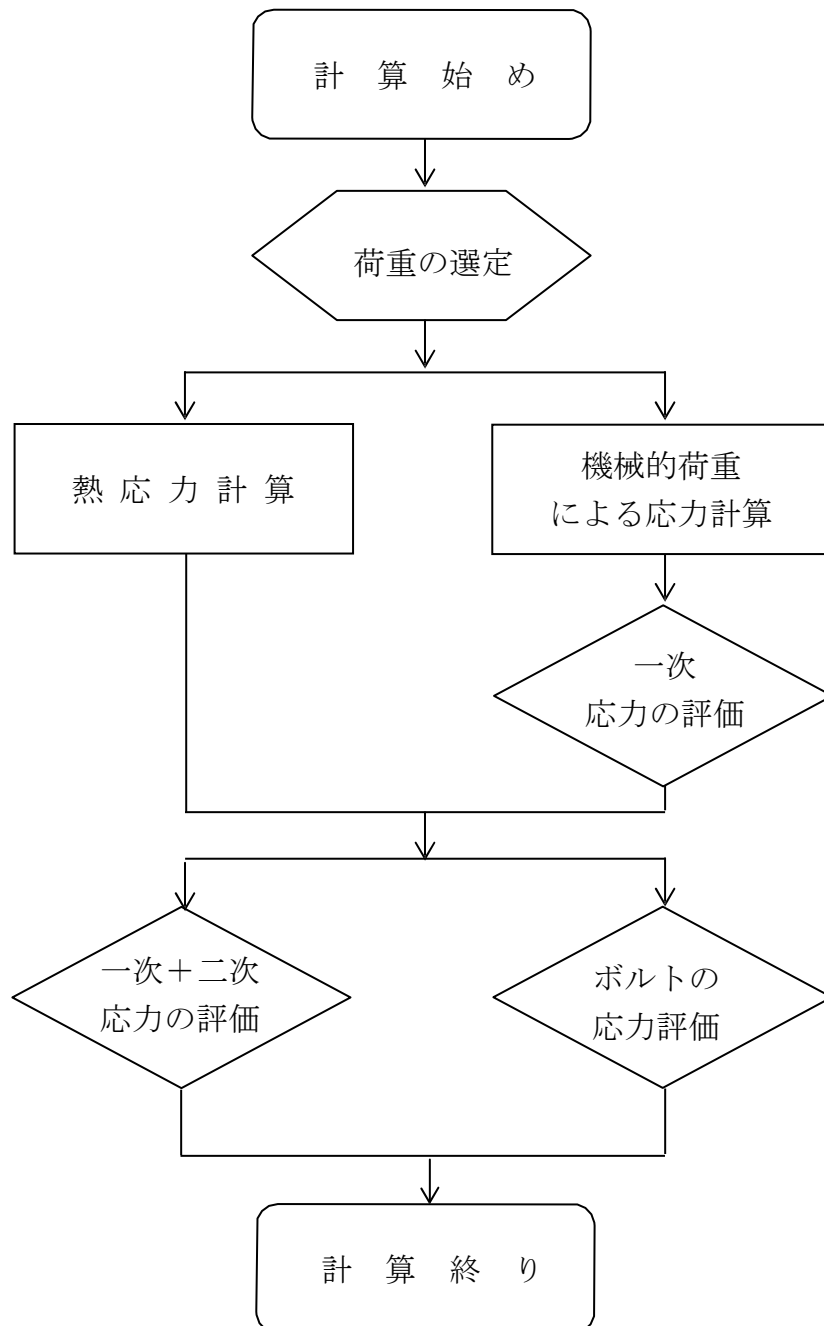 計算始め
荷重の選定
熱応力計算
機械的荷重
による応力計算
一次
応力の評価
一次＋二次
応力の評価
ボルトの
応力評価
計算終り